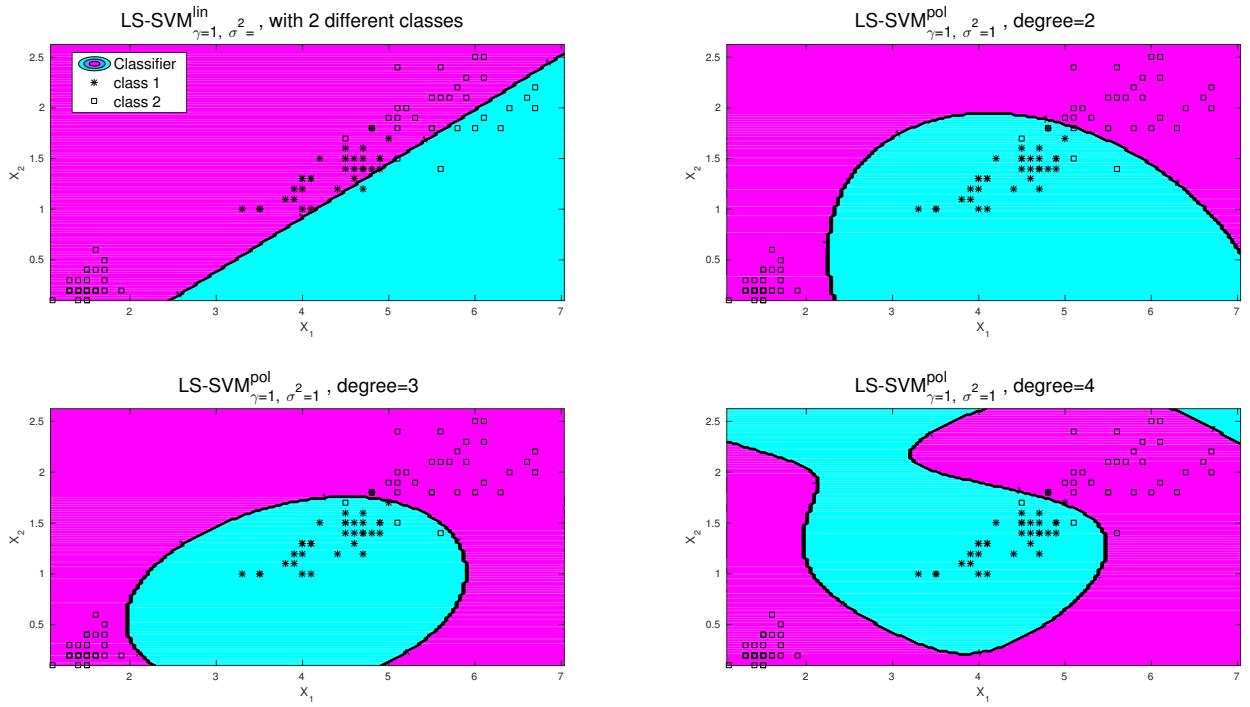 LS-SVM^lin_γ=1, σ²= , with 2 different classes
Classifier
class 1
class 2
2.5
2
1.5
1
0.5
X_2
2 3 4 5 6 7
X_1
LS-SVM^pol_γ=1, σ²=1 , degree=2
2.5
2
1.5
1
0.5
X_2
2 3 4 5 6 7
X_1
LS-SVM^pol_γ=1, σ²=1 , degree=3
2.5
2
1.5
1
0.5
X_2
2 3 4 5 6 7
X_1
LS-SVM^pol_γ=1, σ²=1 , degree=4
2.5
2
1.5
1
0.5
X_2
2 3 4 5 6 7
X_1